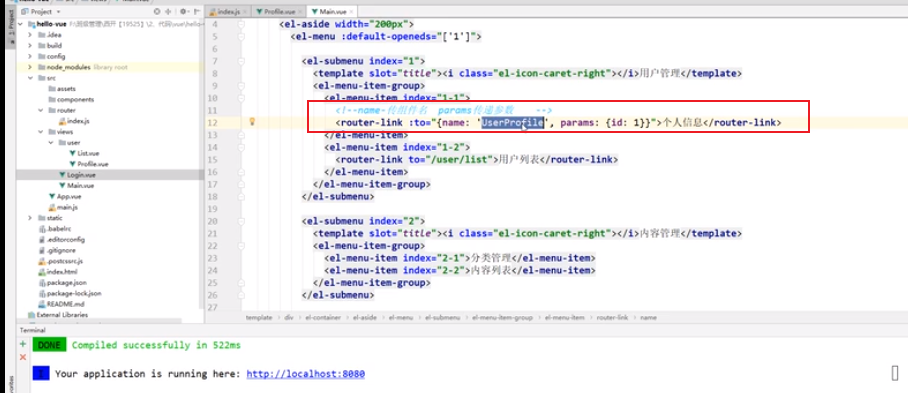 Project
index.js
Profile.vue
Main.vue
hello-vue
.idea
build
config
node_modules library root
src
assets
components
router
index.js
views
user
List.vue
Profile.vue
Login.vue
Main.vue
App.vue
main.js
static
.babelrc
.editorconfig
.gitignore
.postcssrc.js
index.html
package.json
package-lock.json
README.md
External Libraries
4 <el-aside width="200px">
5 <el-menu :default-openeds="['1']">
6
7 <el-submenu index="1">
8 <template slot="title"><i class="el-icon-caret-right"></i>用户管理</template>
9 <el-menu-item-group>
10 <el-menu-item index="1-1">
11 <!--name-传组件名 params传递参数 -->
12 <router-link :to="{name: 'UserProfile', params: {id: 1}}">个人信息</router-link>
13 </el-menu-item>
14 <el-menu-item index="1-2">
15 <router-link to="/user/list">用户列表</router-link>
16 </el-menu-item>
17 </el-menu-item-group>
18 </el-submenu>
19
20 <el-submenu index="2">
21 <template slot="title"><i class="el-icon-caret-right"></i>内容管理</template>
22 <el-menu-item-group>
23 <el-menu-item index="2-1">分类管理</el-menu-item>
24 <el-menu-item index="2-2">内容列表</el-menu-item>
25 </el-menu-item-group>
26 </el-submenu>
27
template > div > el-container > el-aside > el-menu > el-submenu > el-menu-item-group > el-menu-item > router-link > name
Terminal
DONE Compiled successfully in 522ms
I Your application is running here: http://localhost:8080